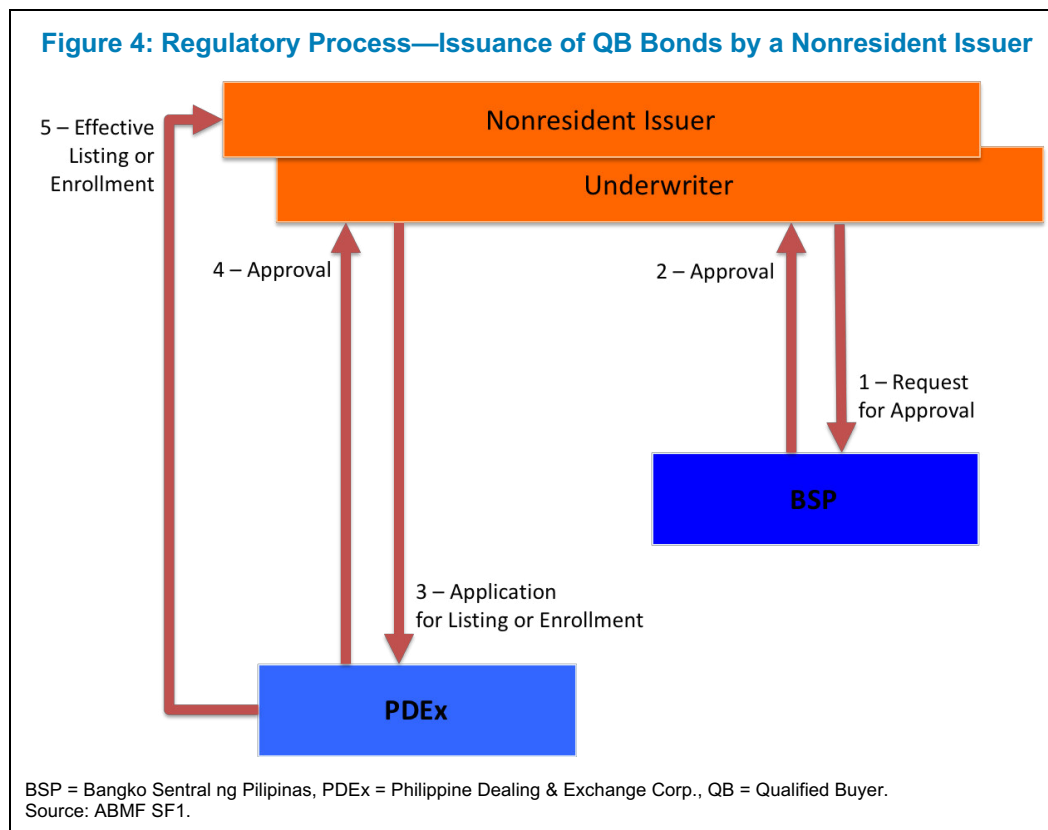 Figure 4: Regulatory Process—Issuance of QB Bonds by a Nonresident Issuer
Nonresident Issuer
Underwriter
5 – Effective
Listing or
Enrollment
4 – Approval
2 – Approval
1 – Request
for Approval
BSP
3 – Application
for Listing or Enrollment
PDEx
BSP = Bangko Sentral ng Pilipinas, PDEx = Philippine Dealing & Exchange Corp., QB = Qualified Buyer.
Source: ABMF SF1.